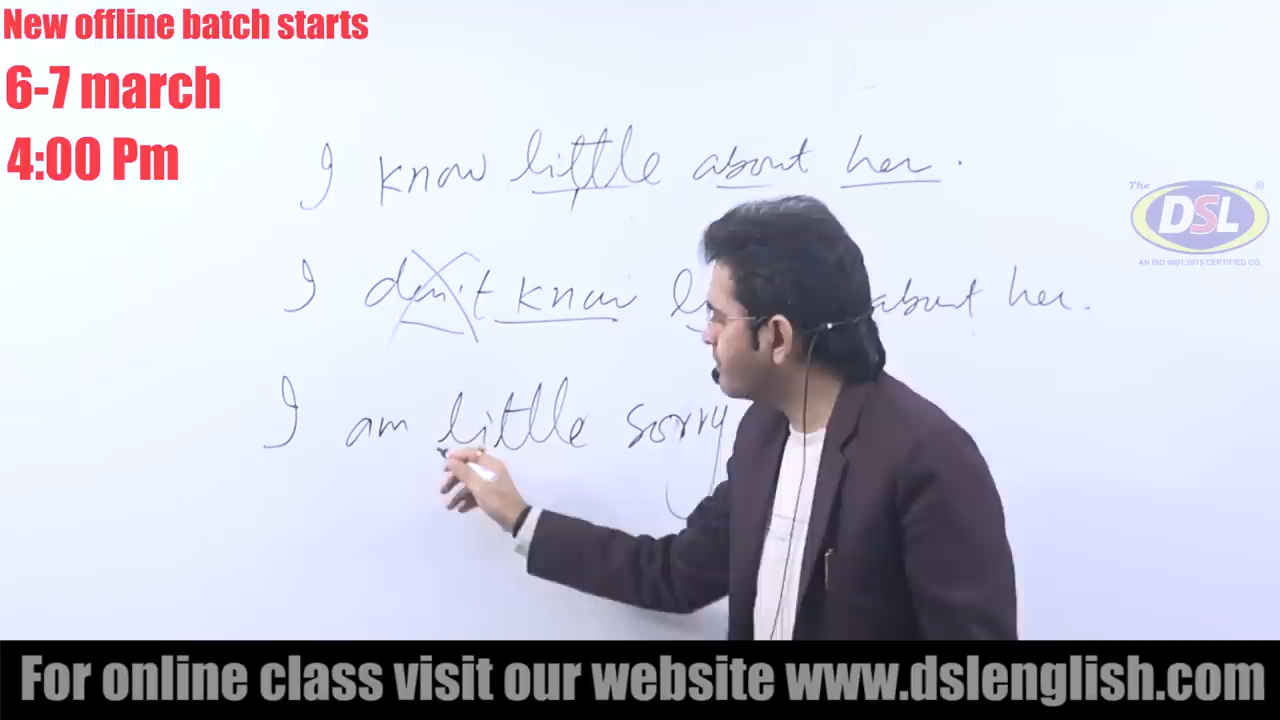 New offline batch starts
6-7 march
4:00 Pm
I know little about her.
The
®
DSL
AN ISO 9001:2015 CERTIFIED CO.
I don't know about her.
I am little sorry
For online class visit our website www.dslenglish.com